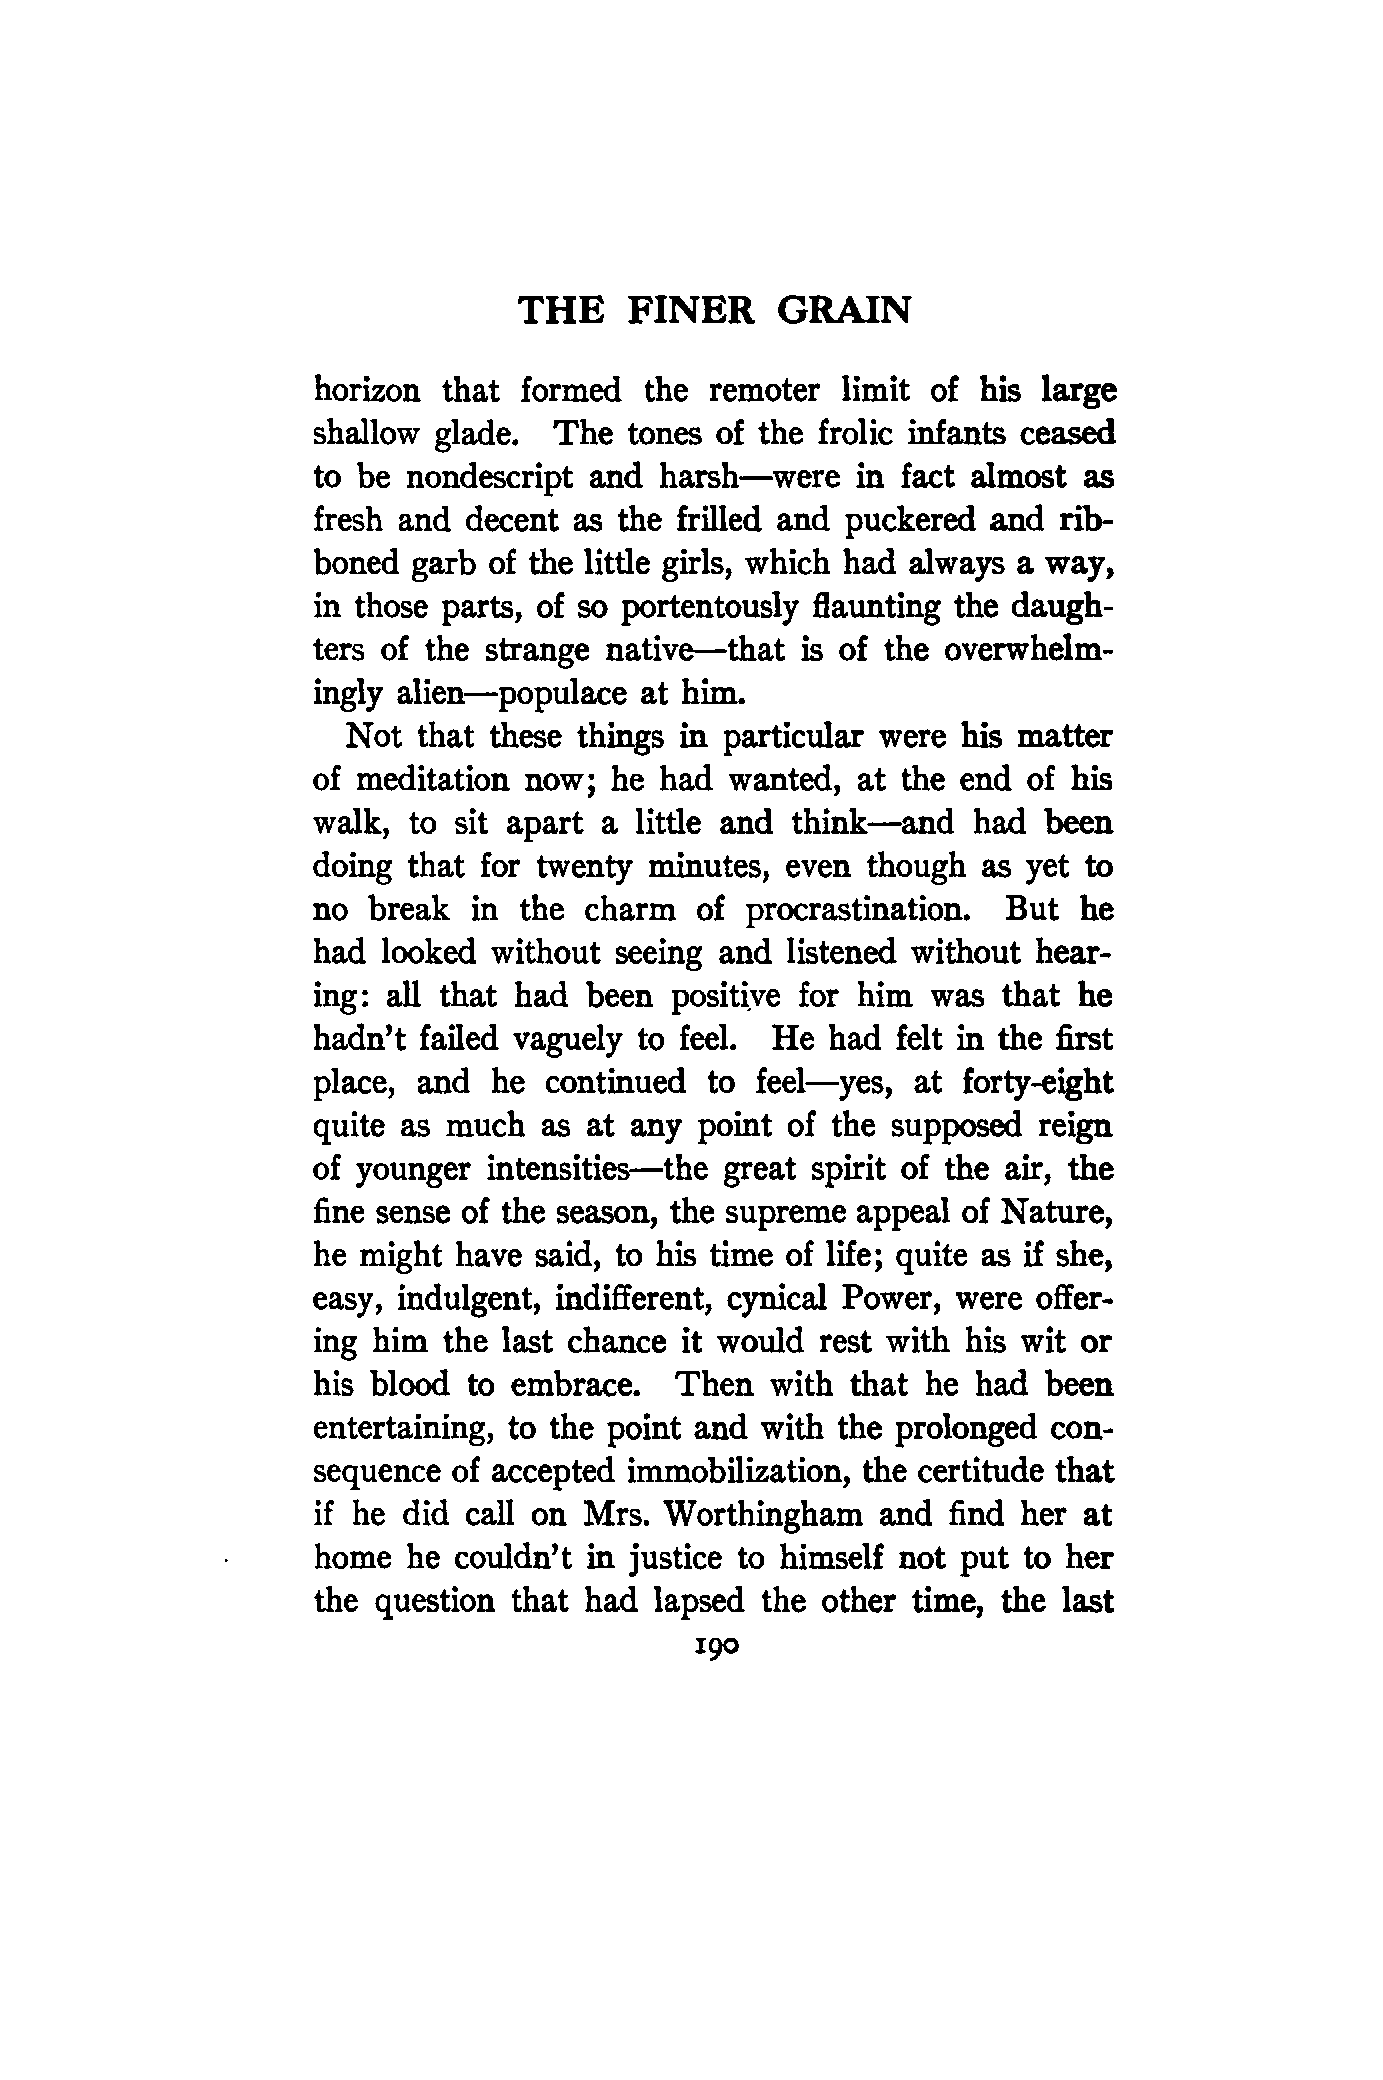 THE FINER GRAIN
horizon that formed the remoter limit of his large
shallow glade. The tones of the frolic infants ceased
to be nondescript and harsh—were in fact almost as
fresh and decent as the frilled and puckered and rib-
boned garb of the little girls, which had always a way,
in those parts, of so portentously flaunting the daugh-
ters of the strange native—that is of the overwhelm-
ingly alien—populace at him.
Not that these things in particular were his matter
of meditation now; he had wanted, at the end of his
walk, to sit apart a little and think—and had been
doing that for twenty minutes, even though as yet to
no break in the charm of procrastination. But he
had looked without seeing and listened without hear-
ing: all that had been positive for him was that he
hadn't failed vaguely to feel. He had felt in the first
place, and he continued to feel—yes, at forty-eight
quite as much as at any point of the supposed reign
of younger intensities—the great spirit of the air, the
fine sense of the season, the supreme appeal of Nature,
he might have said, to his time of life; quite as if she,
easy, indulgent, indifferent, cynical Power, were offer-
ing him the last chance it would rest with his wit or
his blood to embrace. Then with that he had been
entertaining, to the point and with the prolonged con-
sequence of accepted immobilization, the certitude that
if he did call on Mrs. Worthingham and find her at
home he couldn't in justice to himself not put to her
the question that had lapsed the other time, the last
190